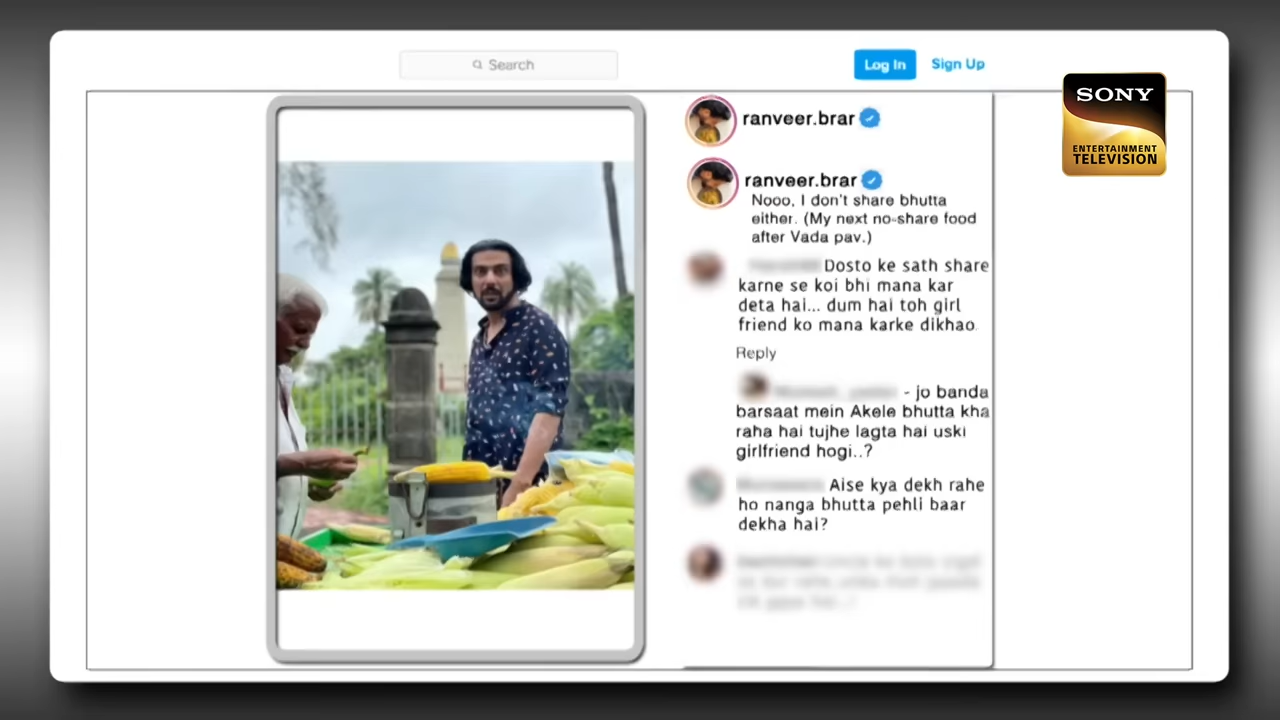 Search
Log In
Sign Up
SONY
ENTERTAINMENT
TELEVISION
ranveer.brar
ranveer.brar
Nooo, I don't share bhutta
either. (My next no-share food
after Vada pav.)
Dosto ke sath share
karne se koi bhi mana kar
deta hai... dum hai toh girl
friend ko mana karke dikhao.
Reply
- jo banda
barsaat mein Akele bhutta kha
raha hai tujhe lagta hai uski
girlfriend hogi..?
Aise kya dekh rahe
ho nanga bhutta pehli baar
dekha hai?